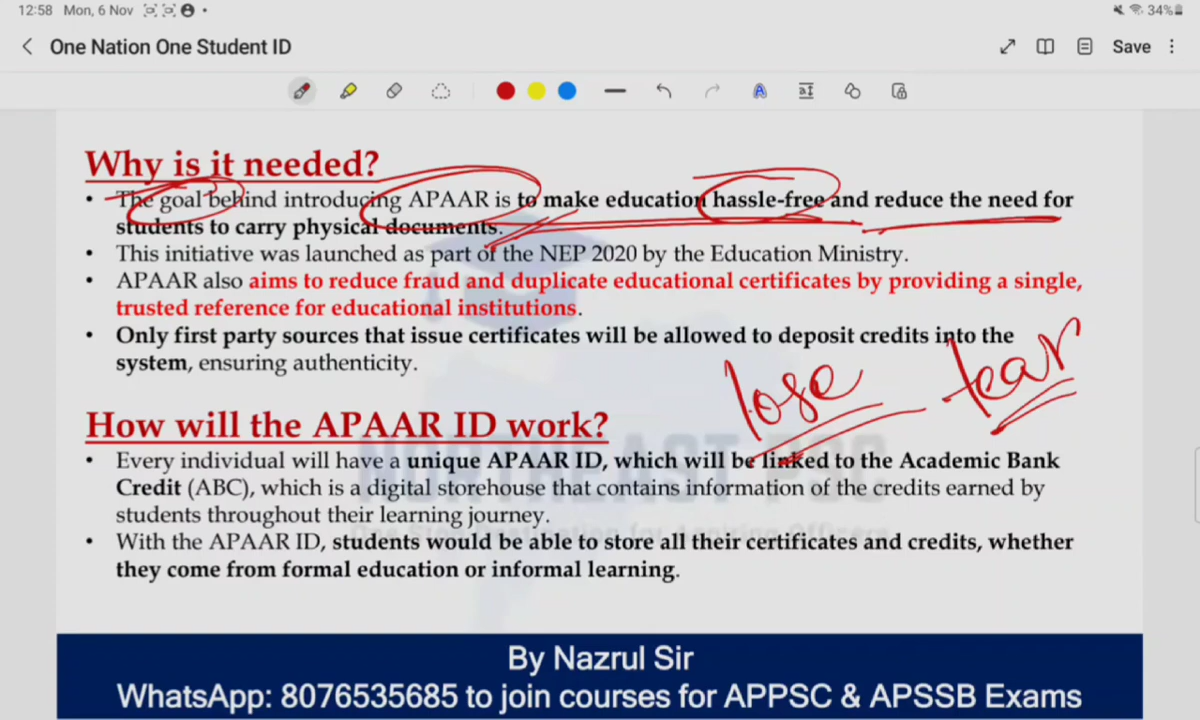 12:58 Mon, 6 Nov
34%
One Nation One Student ID
Save
Why is it needed?
• The goal behind introducing APAAR is to make education hassle-free and reduce the need for
students to carry physical documents.
• This initiative was launched as part of the NEP 2020 by the Education Ministry.
• APAAR also aims to reduce fraud and duplicate educational certificates by providing a single,
trusted reference for educational institutions.
• Only first party sources that issue certificates will be allowed to deposit credits into the
system, ensuring authenticity.
lose tear
How will the APAAR ID work?
• Every individual will have a unique APAAR ID, which will be linked to the Academic Bank
Credit (ABC), which is a digital storehouse that contains information of the credits earned by
students throughout their learning journey.
• With the APAAR ID, students would be able to store all their certificates and credits, whether
they come from formal education or informal learning.
NORTHEAST PSC
One Stop Destination for Aspiring Officers
By Nazrul Sir
WhatsApp: 8076535685 to join courses for APPSC & APSSB Exams